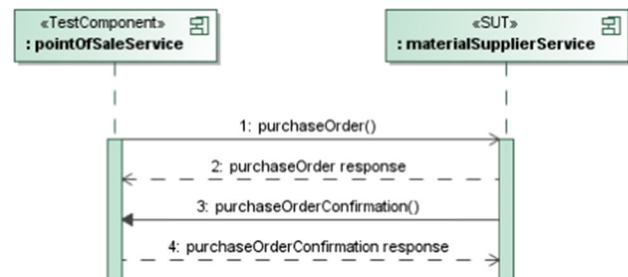 «TestComponent»
: pointOfSaleService
«SUT»
: materialSupplierService
1: purchaseOrder()
2: purchaseOrder response
3: purchaseOrderConfirmation()
4: purchaseOrderConfirmation response